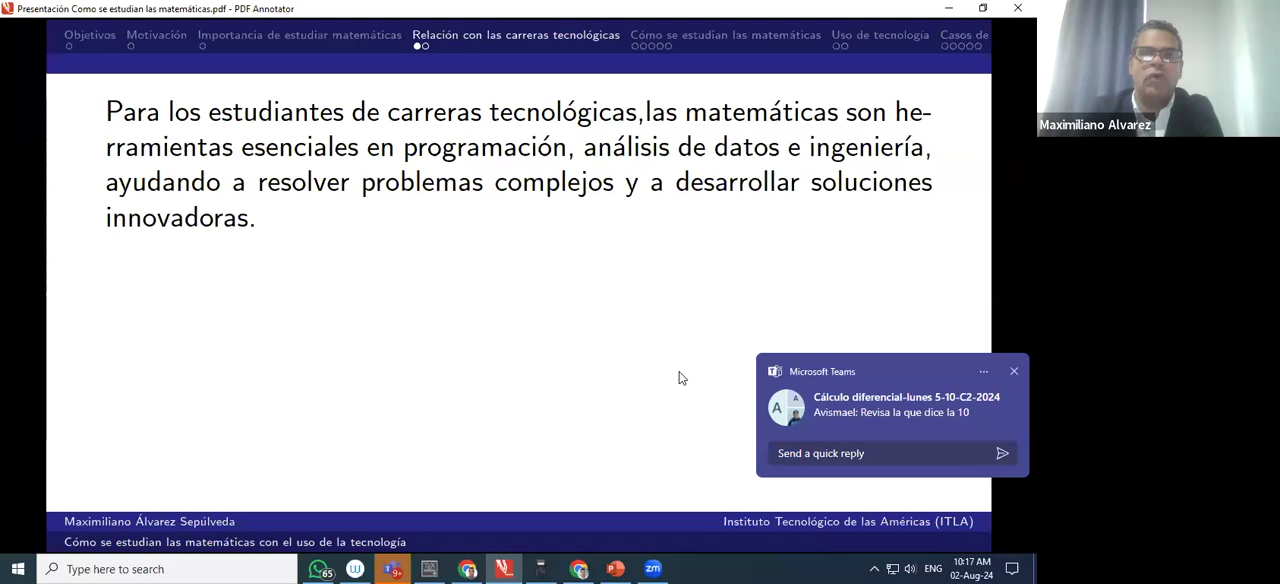 Presentación Como se estudian las matemáticas.pdf - PDF Annotator
Objetivos Motivación Importancia de estudiar matemáticas Relación con las carreras tecnológicas Cómo se estudian las matemáticas Uso de tecnología Casos de
Maximiliano Alvarez
Para los estudiantes de carreras tecnológicas,las matemáticas son he-
rramientas esenciales en programación, análisis de datos e ingeniería,
ayudando a resolver problemas complejos y a desarrollar soluciones
innovadoras.
Microsoft Teams
A
A
Cálculo diferencial-lunes 5-10-C2-2024
Avismael: Revisa la que dice la 10
Send a quick reply
Maximiliano Álvarez Sepúlveda Instituto Tecnológico de las Américas (ITLA)
Cómo se estudian las matemáticas con el uso de la tecnología
Type here to search 65 9+ zm ENG 10:17 AM
02-Aug-24